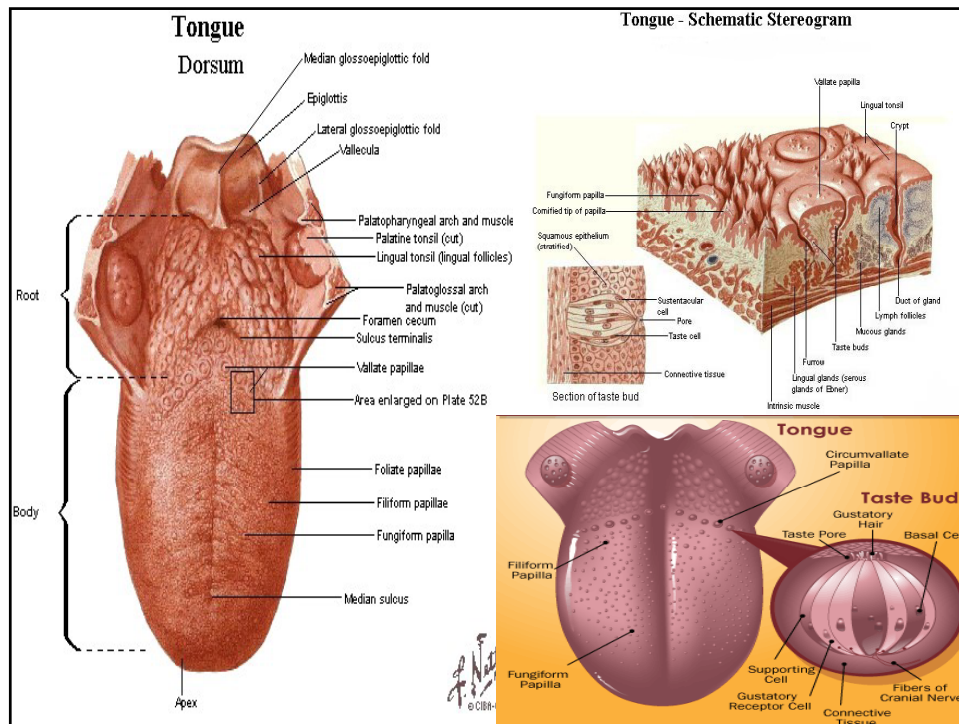 Tongue
Dorsum
Median glossoepiglottic fold
Epiglottis
Lateral glossoepiglottic fold
Vallecula
Palatopharyngeal arch and muscle
Palatine tonsil (cut)
Lingual tonsil (lingual follicles)
Palatoglossal arch
and muscle (cut)
Foramen cecum
Sulcus terminalis
Vallate papillae
Area enlarged on Plate 52B
Foliate papillae
Filiform papillae
Fungiform papilla
Median sulcus
Root
Body
Apex
© CIBA-
Tongue - Schematic Stereogram
Vallate papilla
Lingual tonsil
Crypt
Fungiform papilla
Cornified tip of papilla
Squamous epithelium
(stratified)
Sustentacular
cell
Pore
Taste cell
Connective tissue
Section of taste bud
Duct of gland
Lymph follicles
Mucous glands
Taste buds
Furrow
Lingual glands (serous
glands of Ebner)
Intrinsic muscle
Tongue
Circumvallate
Papilla
Taste Bud
Gustatory
Hair
Taste Pore
Basal Ce
Filiform
Papilla
Fungiform
Papilla
Supporting
Cell
Gustatory
Receptor Cell
Connective
Tissue
Fibers of
Cranial Nerve